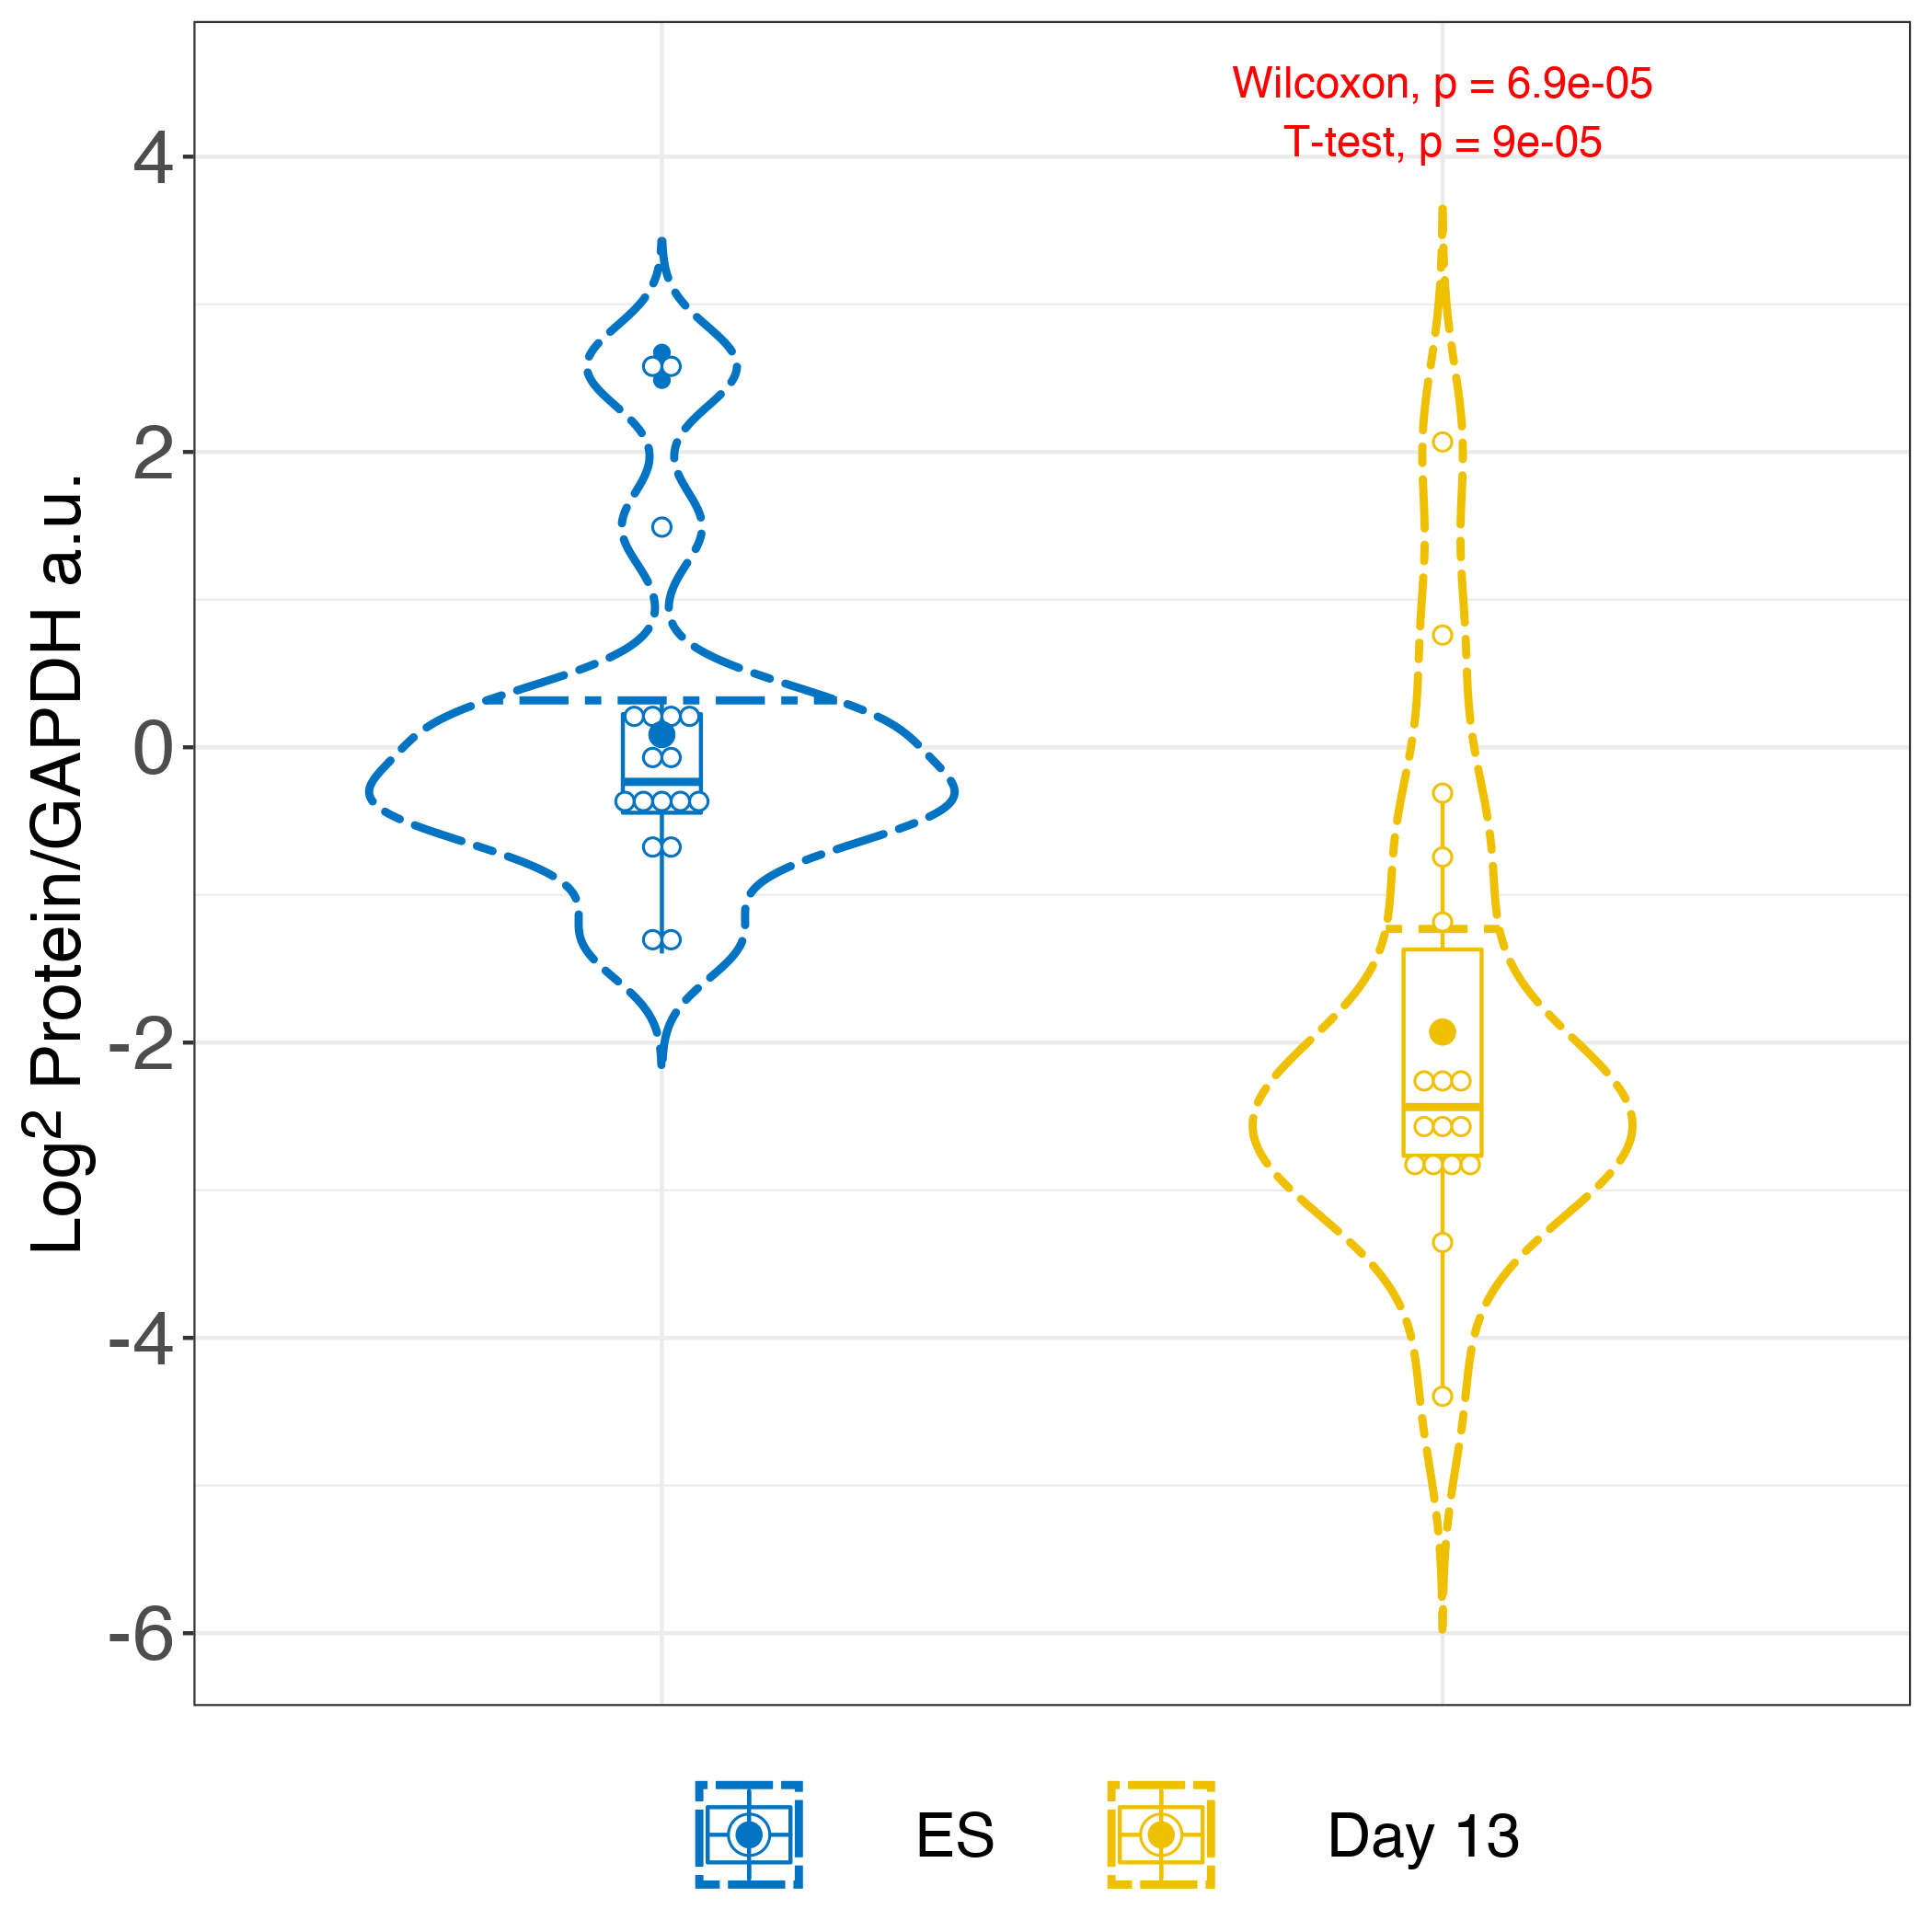 Wilcoxon, p = 6.9e-05
T-test, p = 9e-05
4
2
0
-2
-4
-6
Log² Protein/GAPDH a.u.
ES
Day 13